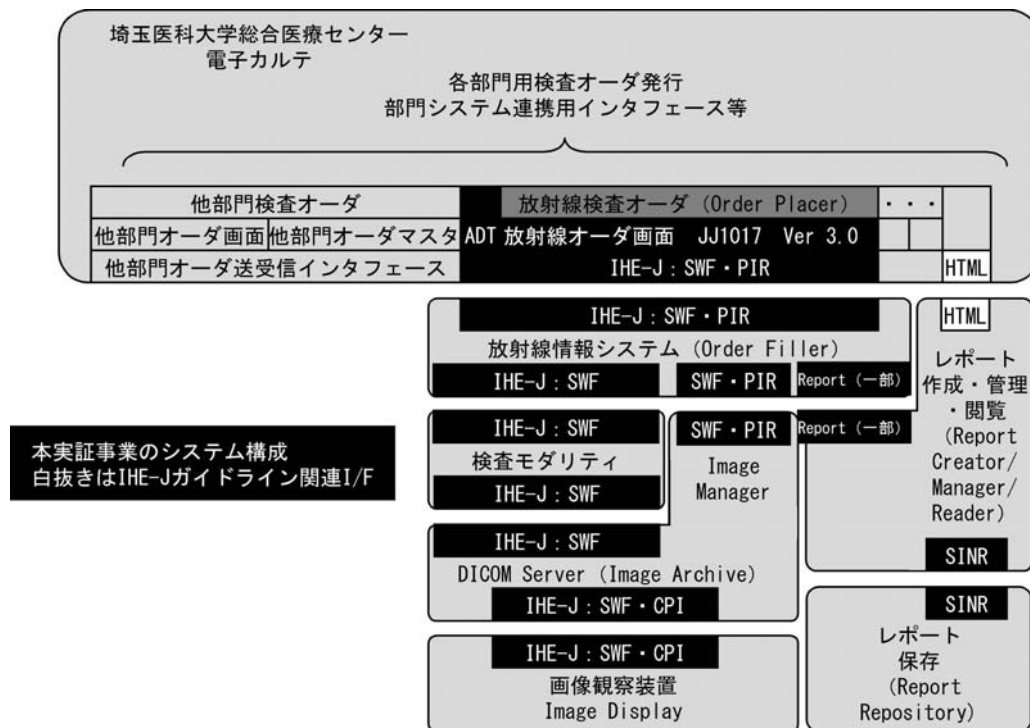 埼玉医科大学総合医療センター
電子カルテ
各部門用検査オーダ発行
部門システム連携用インタフェース等
他部門検査オーダ
放射線検査オーダ (Order Placer)
・・・
他部門オーダ画面
他部門オーダマスタ
ADT
放射線オーダ画面 JJ1017 Ver 3.0
他部門オーダ送受信インタフェース
IHE-J：SWF・PIR
HTML
IHE-J：SWF・PIR
放射線情報システム (Order Filler)
IHE-J：SWF
SWF・PIR
Report (一部)
HTML
レポート
作成・管理
・閲覧
(Report
Creator/
Manager/
Reader)
SINR
IHE-J：SWF
検査モダリティ
IHE-J：SWF
SWF・PIR
Report (一部)
Image
Manager
本実証事業のシステム構成
白抜きはIHE-Jガイドライン関連I/F
IHE-J：SWF
DICOM Server (Image Archive)
IHE-J：SWF・CPI
SINR
レポート
保存
(Report
Repository)
IHE-J：SWF・CPI
画像観察装置
Image Display